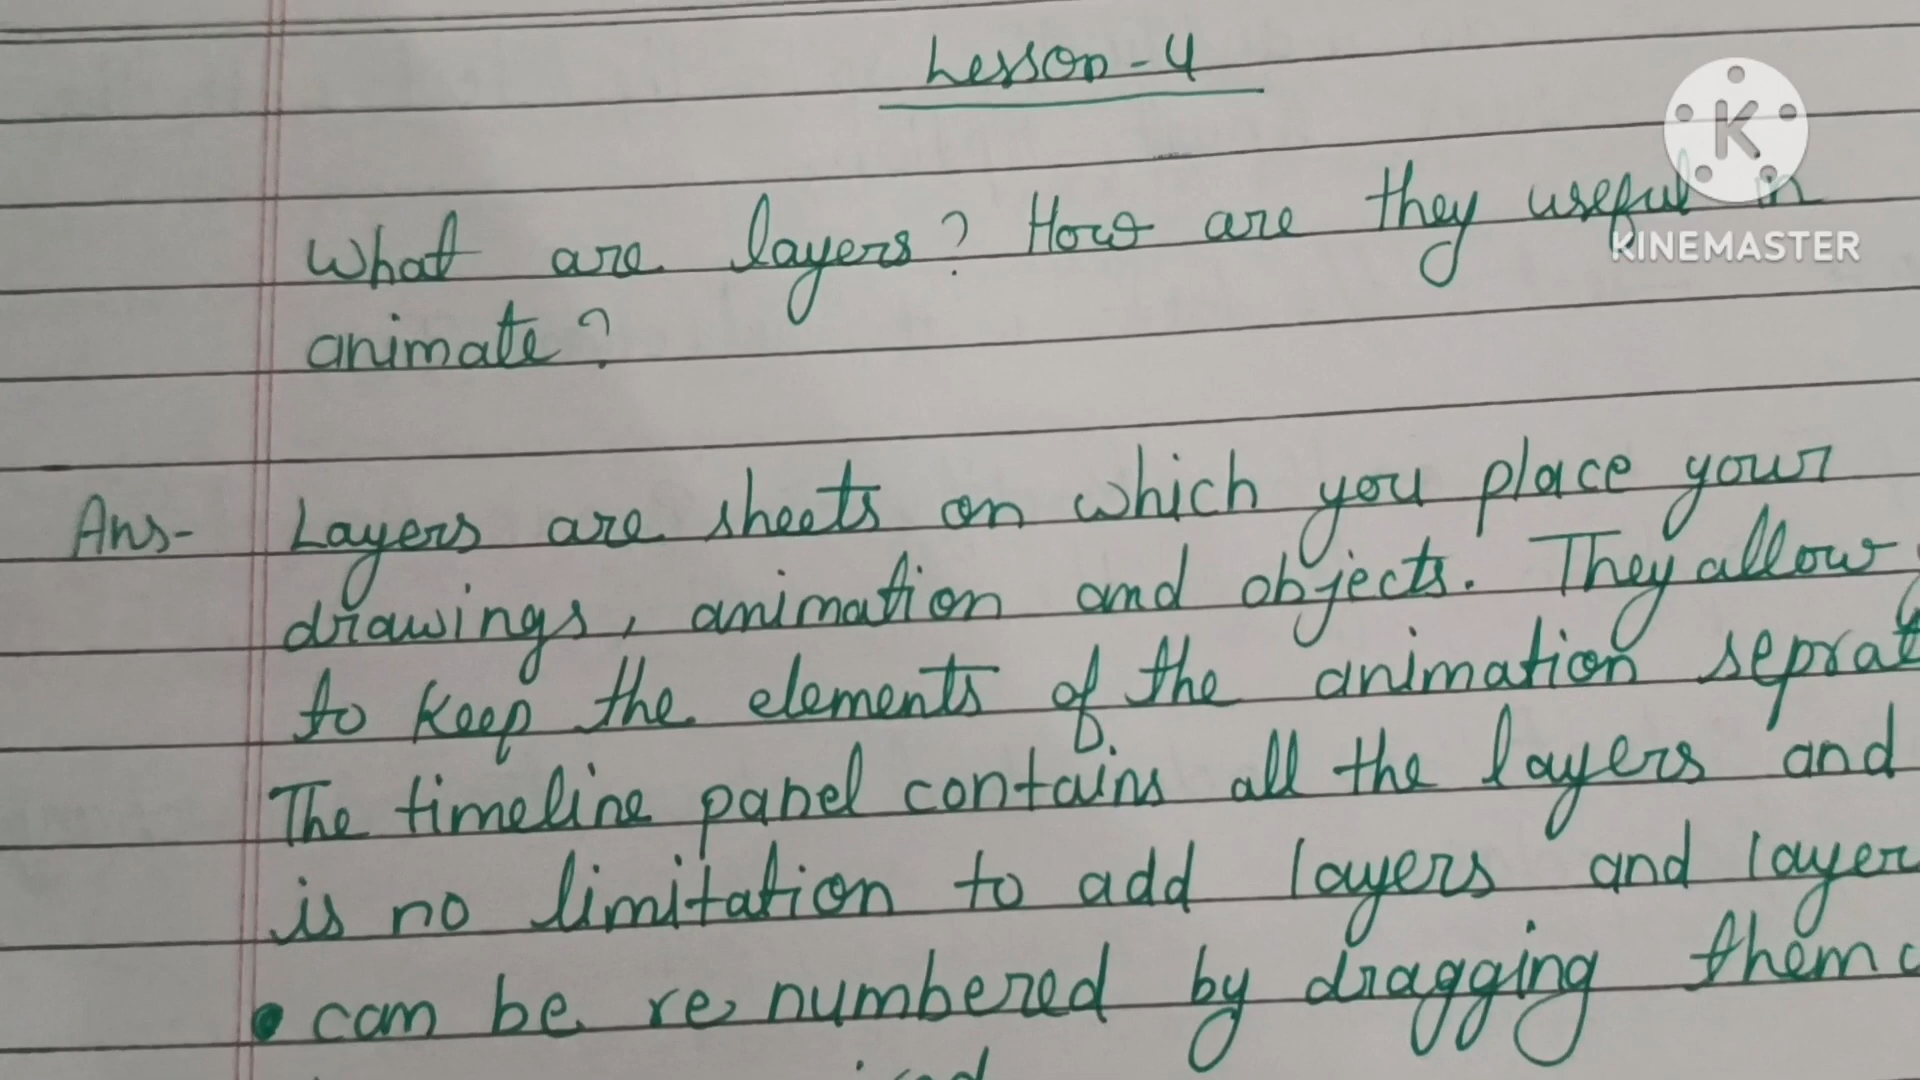 Lesson-4
What are layers? How are they useful in
animate?
Ans- Layers are sheets on which you place your
drawings, animation and objects. They allow
to keep the elements of the animation seprat
The timeline panel contains all the layers and
is no limitation to add layers and layer
can be re numbered by dragging them
K
KINEMASTER